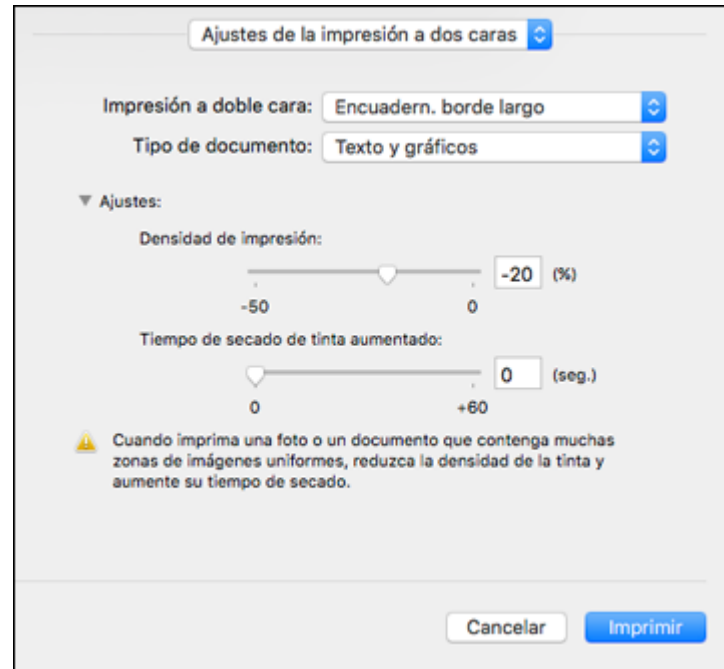 Ajustes de la impresión a dos caras
Impresión a doble cara: Encuadern. borde largo
Tipo de documento: Texto y gráficos
Ajustes:
Densidad de impresión:
-20 (%)
-50 0
Tiempo de secado de tinta aumentado:
0 (seg.)
0 +60
Cuando imprima una foto o un documento que contenga muchas
zonas de imágenes uniformes, reduzca la densidad de la tinta y
aumente su tiempo de secado.
Cancelar Imprimir